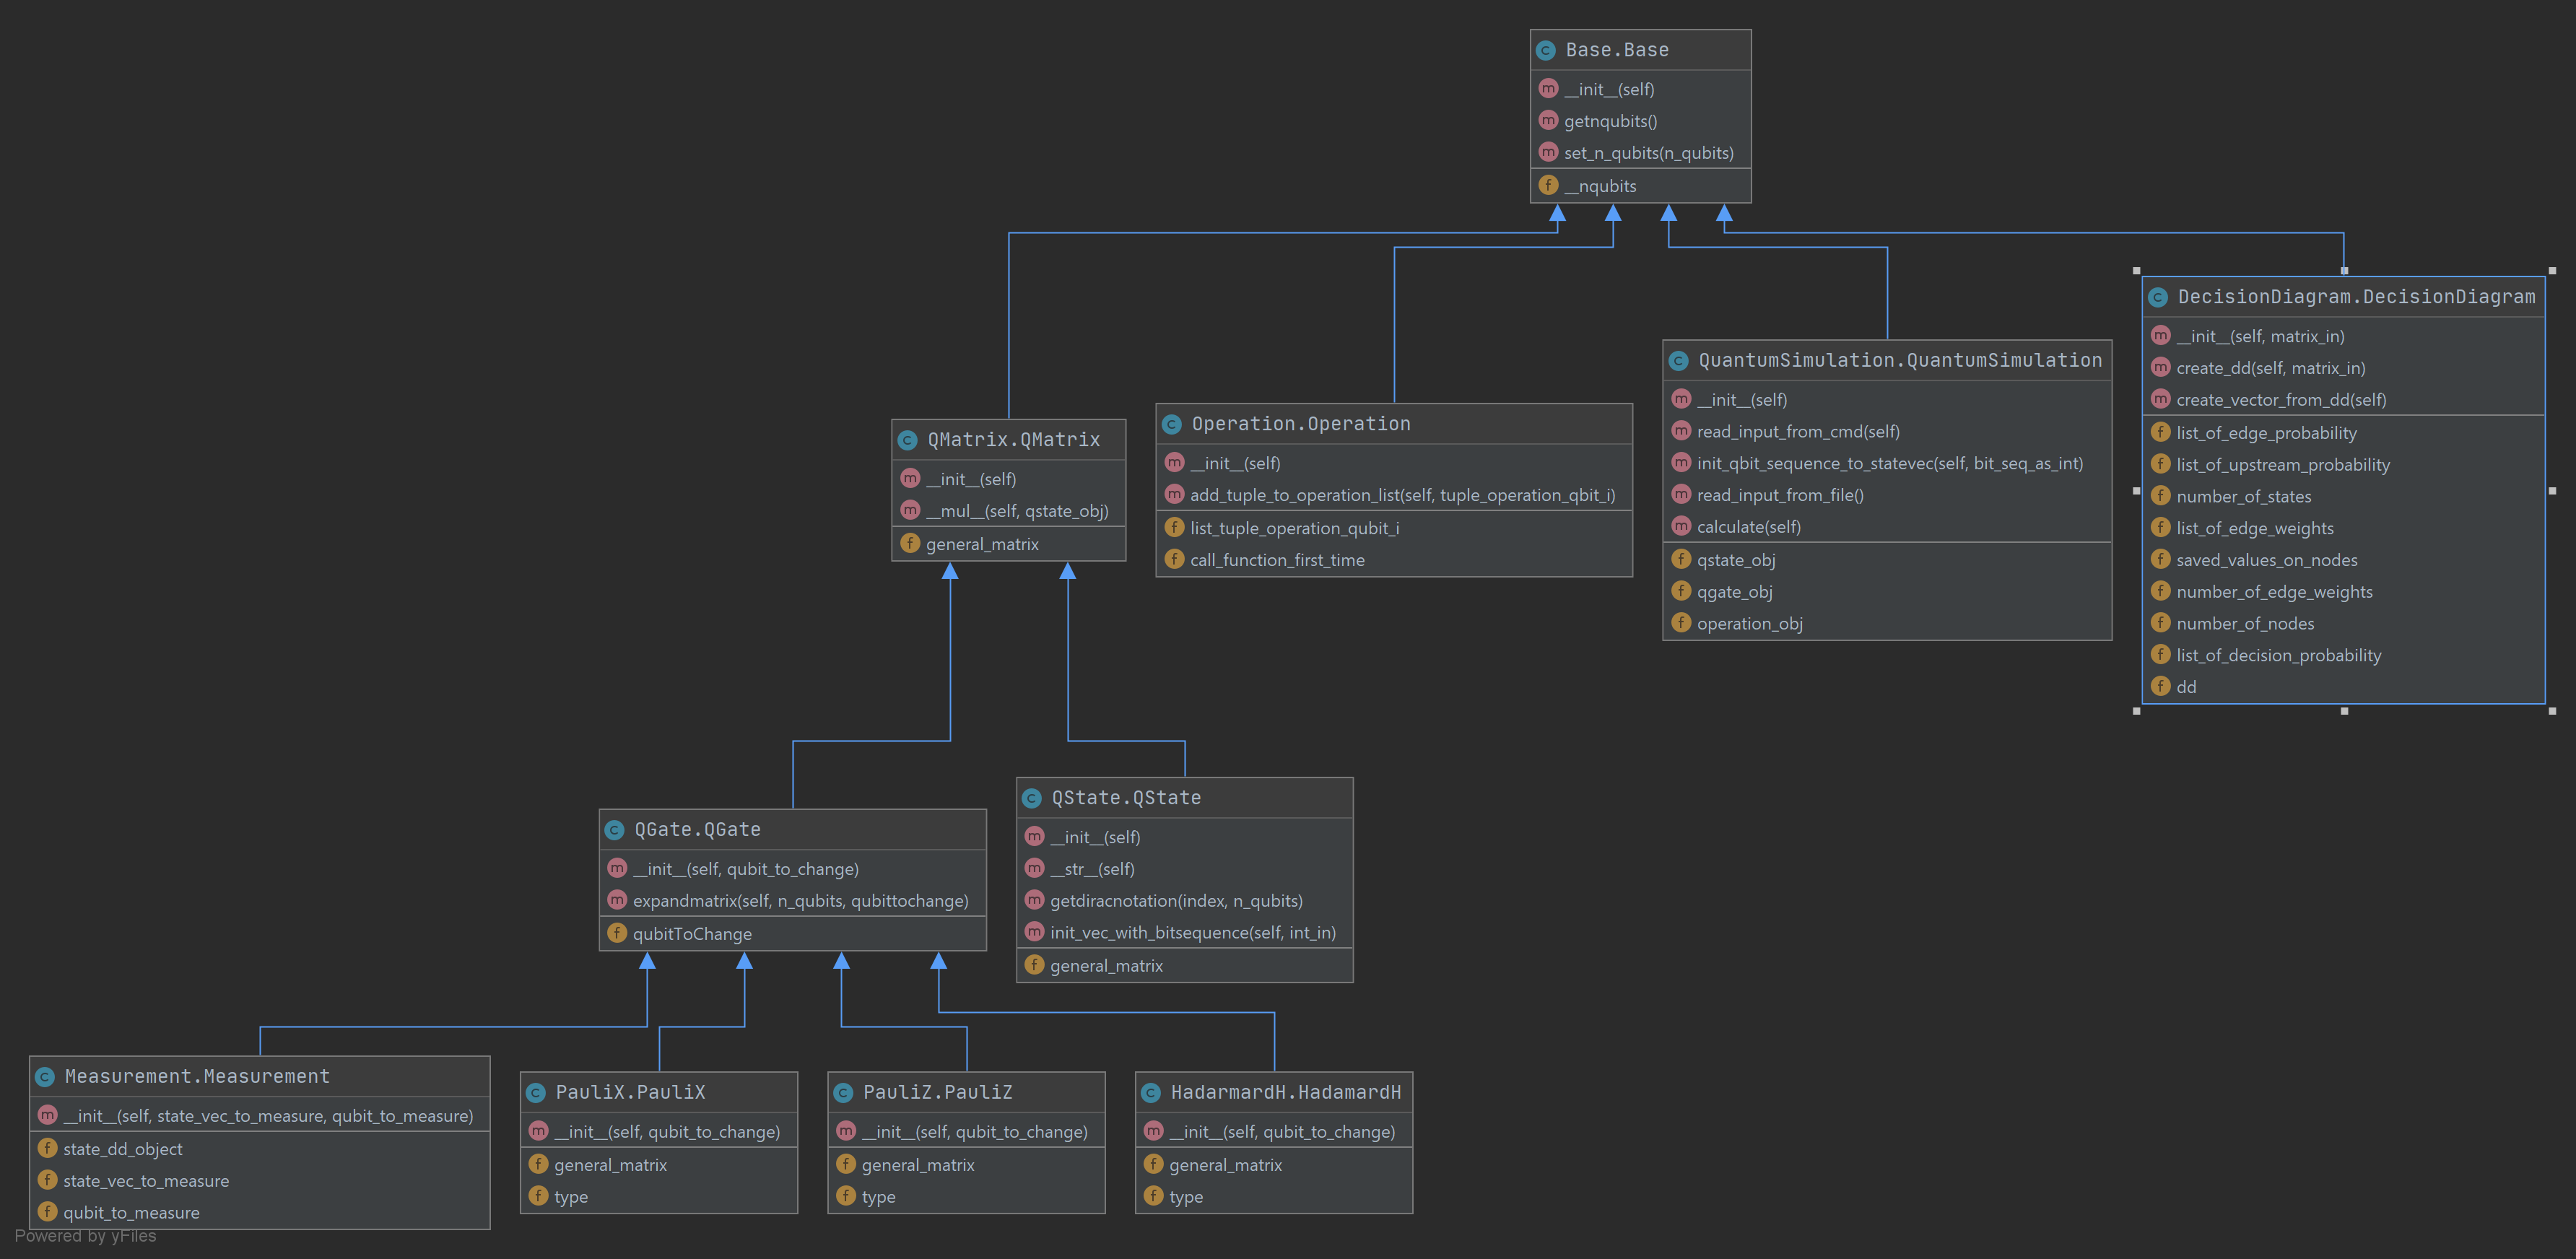 Base.Base
__init__(self)
getnqubits()
set_n_qubits(n_qubits)
__nqubits
DecisionDiagram.DecisionDiagram
__init__(self, matrix_in)
create_dd(self, matrix_in)
create_vector_from_dd(self)
list_of_edge_probability
list_of_upstream_probability
number_of_states
list_of_edge_weights
saved_values_on_nodes
number_of_edge_weights
number_of_nodes
list_of_decision_probability
dd
QuantumSimulation.QuantumSimulation
__init__(self)
read_input_from_cmd(self)
init_qbit_sequence_to_statevec(self, bit_seq_as_int)
read_input_from_file()
calculate(self)
qstate_obj
qgate_obj
operation_obj
Operation.Operation
__init__(self)
add_tuple_to_operation_list(self, tuple_operation_qbit_i)
list_tuple_operation_qubit_i
call_function_first_time
QMatrix.QMatrix
__init__(self)
__mul__(self, qstate_obj)
general_matrix
QState.QState
__init__(self)
__str__(self)
getdiracnotation(index, n_qubits)
init_vec_with_bitsequence(self, int_in)
general_matrix
QGate.QGate
__init__(self, qubit_to_change)
expandmatrix(self, n_qubits, qubittochange)
qubitToChange
Measurement.Measurement
__init__(self, state_vec_to_measure, qubit_to_measure)
state_dd_object
state_vec_to_measure
qubit_to_measure
PauliX.PauliX
__init__(self, qubit_to_change)
general_matrix
type
PauliZ.PauliZ
__init__(self, qubit_to_change)
general_matrix
type
HadarmardH.HadamardH
__init__(self, qubit_to_change)
general_matrix
type
Powered by yFiles